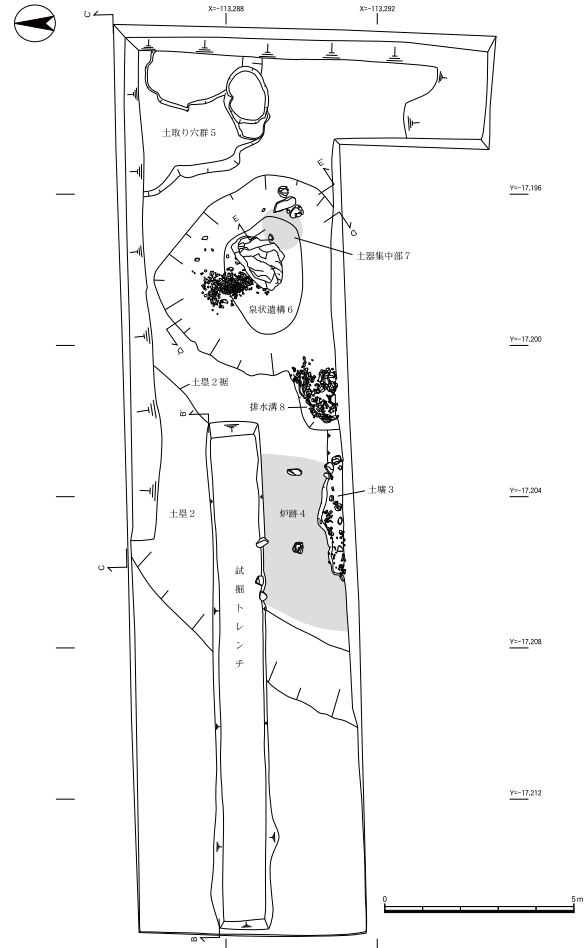 X=-113,288
X=-113,292
C'
土取り穴群5
E'
Y=-17,196
E
D
土器集中部7
泉状遺構6
Y=-17,200
D'
土塁2裾
排水溝8
B'
土壙3
Y=-17,204
土塁2
炉跡4
C
試掘トレンチ
Y=-17,208
Y=-17,212
0
5m
B